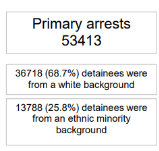 Primary arrests
53413
36718 (68.7%) detainees were
from a white background
13788 (25.8%) detainees were
from an ethnic minority
background